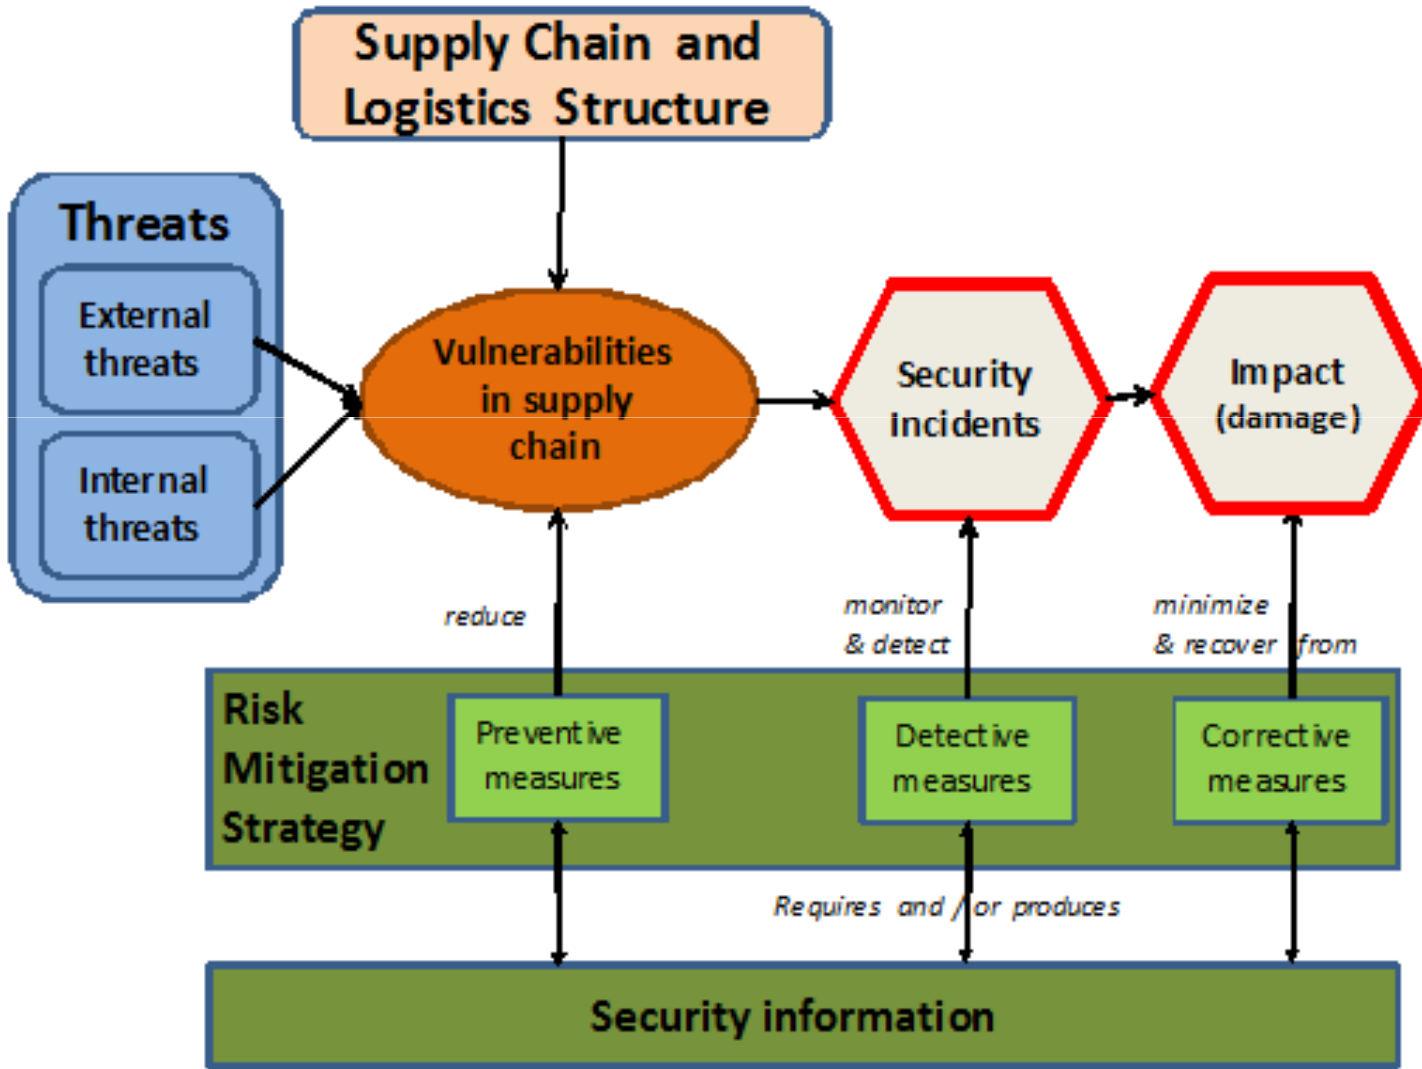 Supply Chain and
Logistics Structure
Threats
External
threats
Internal
threats
Vulnerabilities
in supply
chain
Security
Incidents
Impact
(damage)
reduce
monitor
& detect
minimize
& recover from
Risk
Mitigation
Strategy
Preventive
measures
Detective
measures
Corrective
measures
Requires and / or produces
Security information